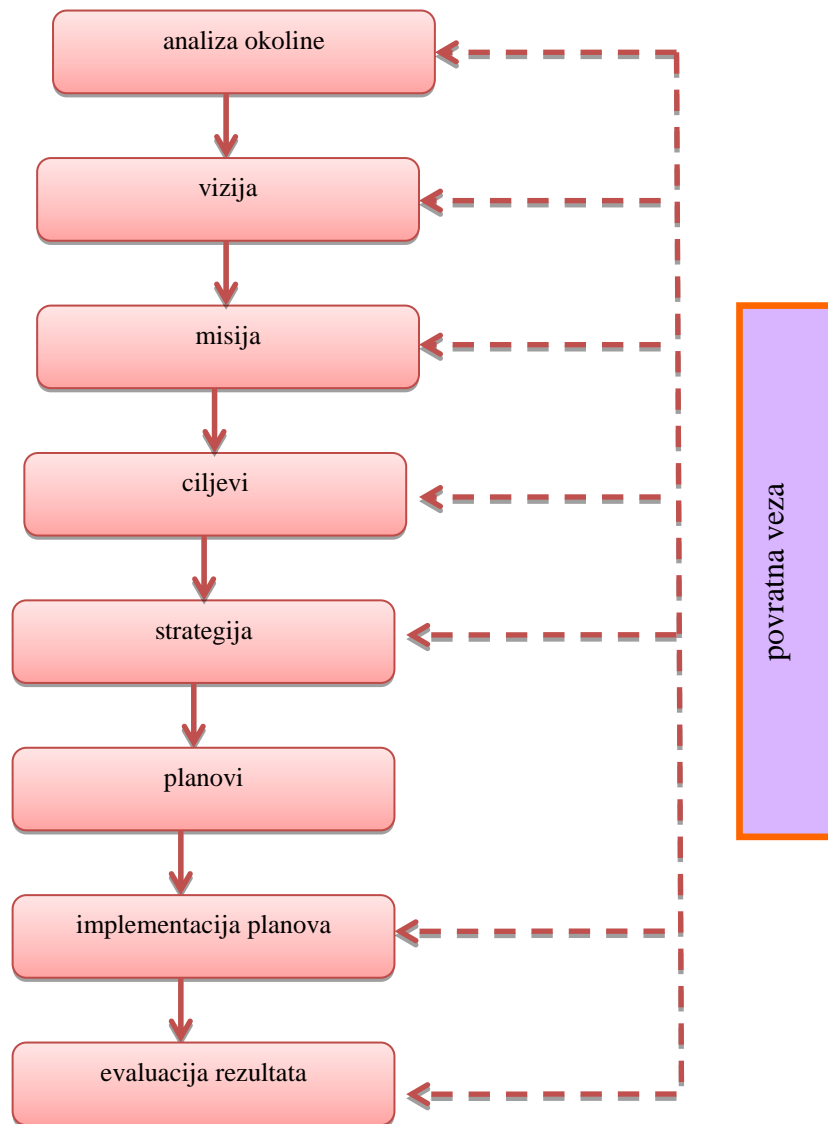 analiza okoline
vizija
misija
ciljevi
strategija
planovi
implementacija planova
evaluacija rezultata
povratna veza